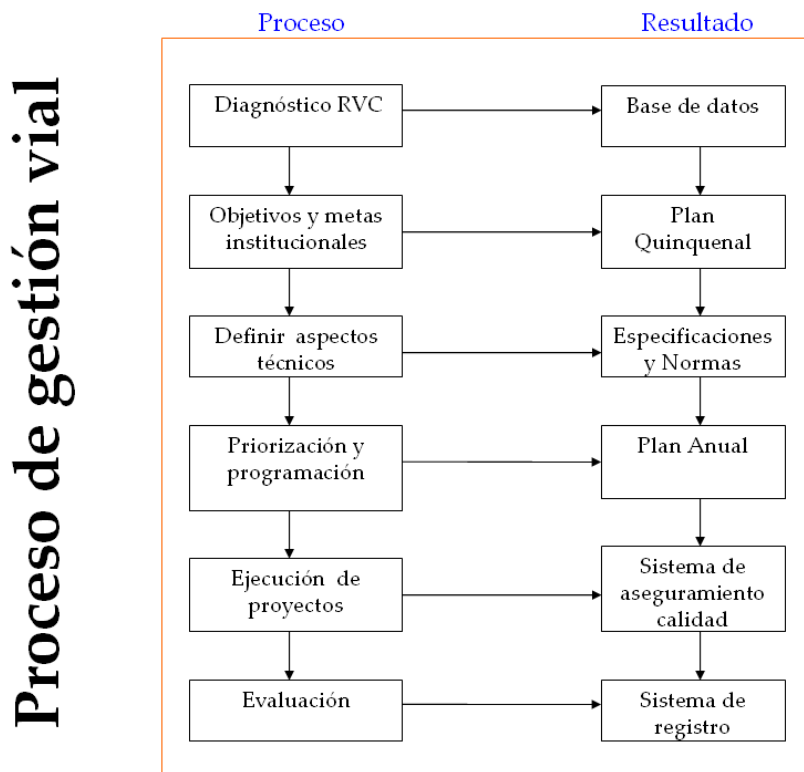 Proceso de gestión vial
Proceso
Resultado
Diagnóstico RVC
Base de datos
Objetivos y metas
institucionales
Plan
Quinquenal
Definir aspectos
técnicos
Especificaciones
y Normas
Priorización y
programación
Plan Anual
Ejecución de
proyectos
Sistema de
aseguramiento
calidad
Evaluación
Sistema de
registro